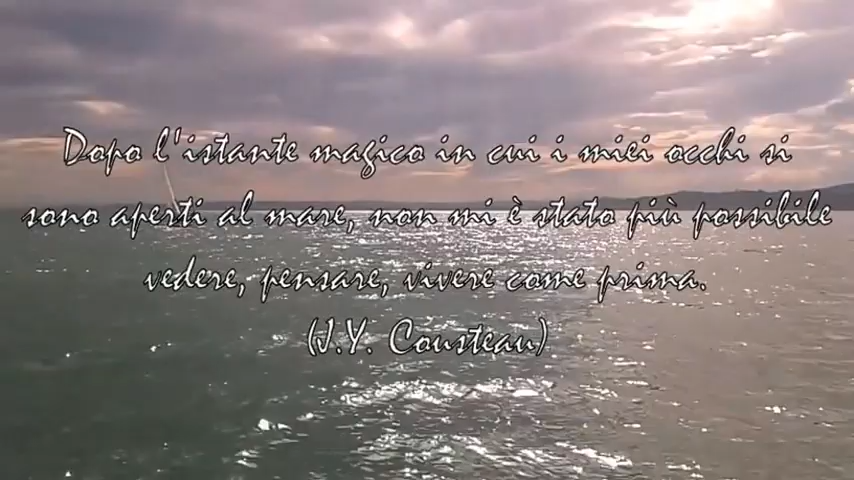 Dopo l'istante magico in cui i miei occhi si
sono aperti al mare, non mi è stato più possibile
vedere, pensare, vivere come prima.
(J.Y. Cousteau)